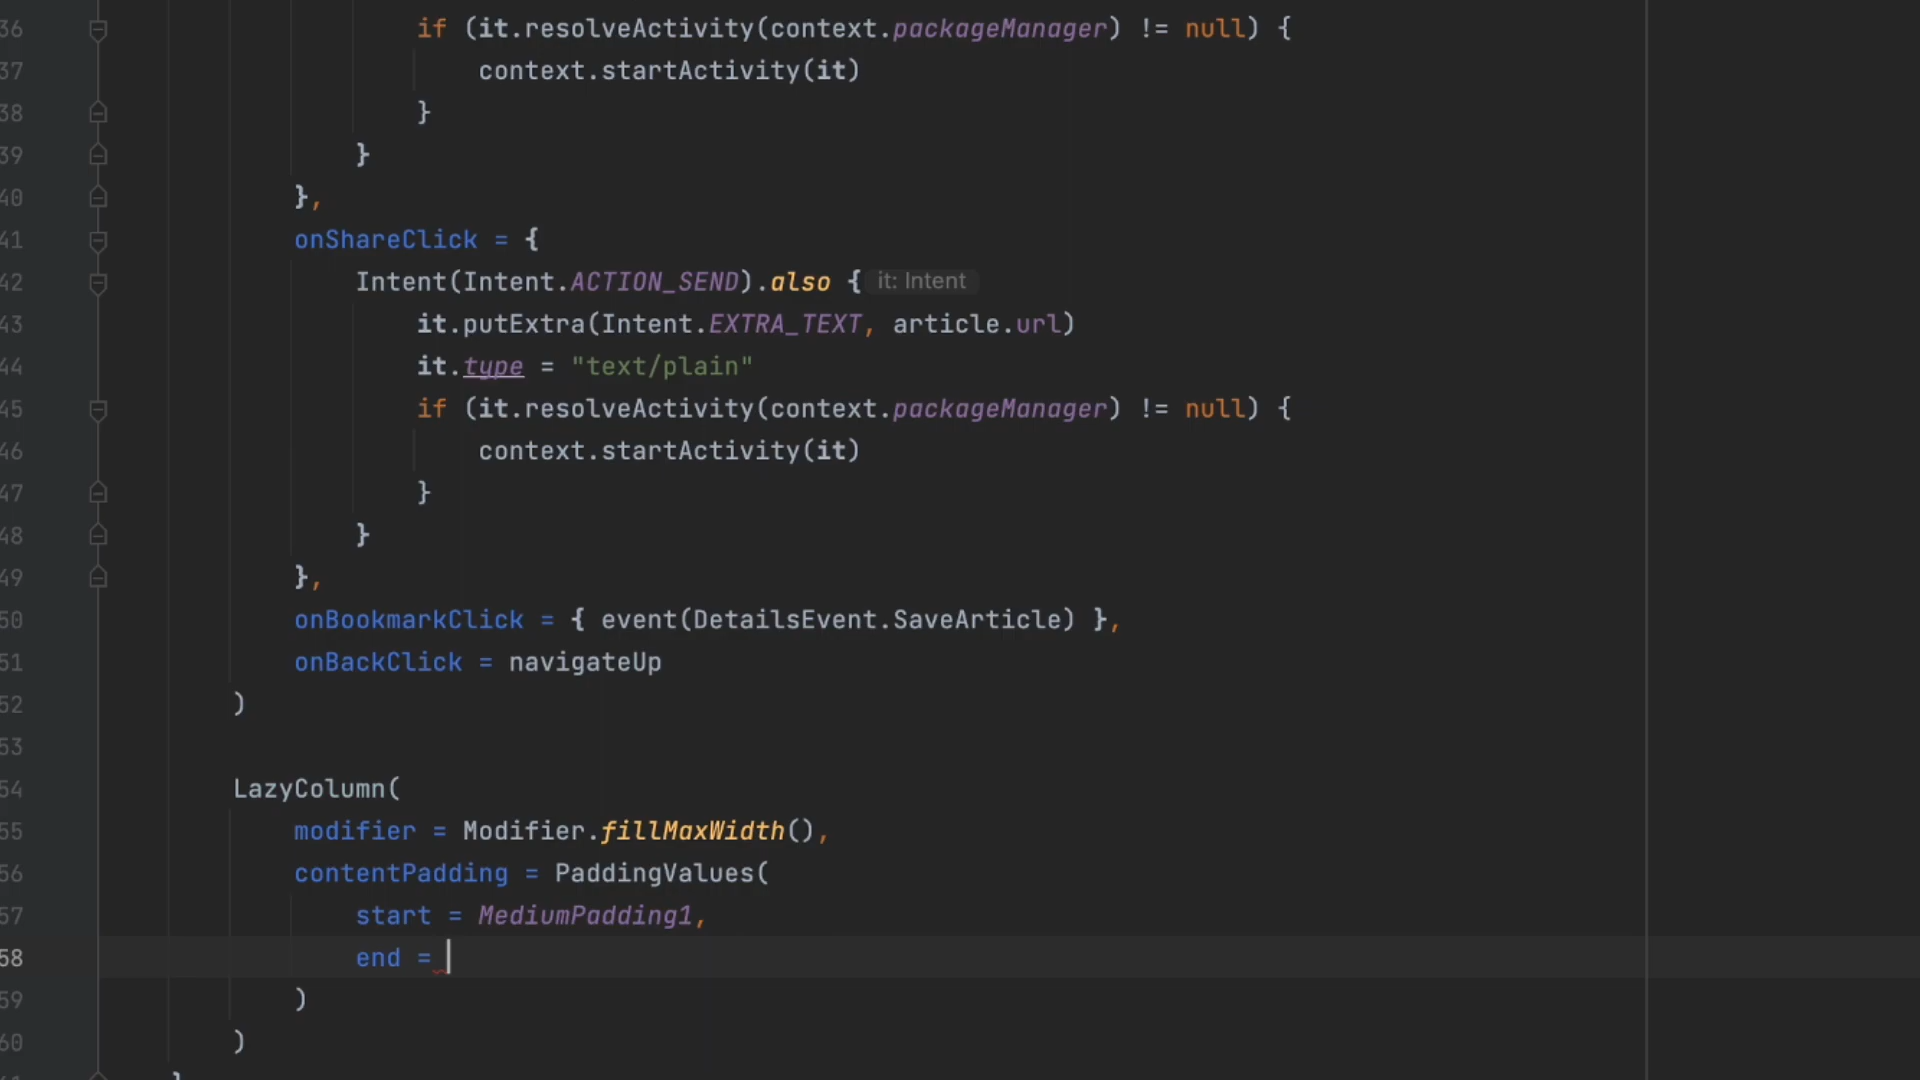 36 if (it.resolveActivity(context.packageManager) != null) {
37 context.startActivity(it)
38 }
39 }
40 },
41 onShareClick = {
42 Intent(Intent.ACTION_SEND).also { it: Intent
43 it.putExtra(Intent.EXTRA_TEXT, article.url)
44 it.type = "text/plain"
45 if (it.resolveActivity(context.packageManager) != null) {
46 context.startActivity(it)
47 }
48 }
49 },
50 onBookmarkClick = { event(DetailsEvent.SaveArticle) },
51 onBackClick = navigateUp
52 )
53
54 LazyColumn(
55 modifier = Modifier.fillMaxWidth(),
56 contentPadding = PaddingValues(
57 start = MediumPadding1,
58 end =
59 )
60 )